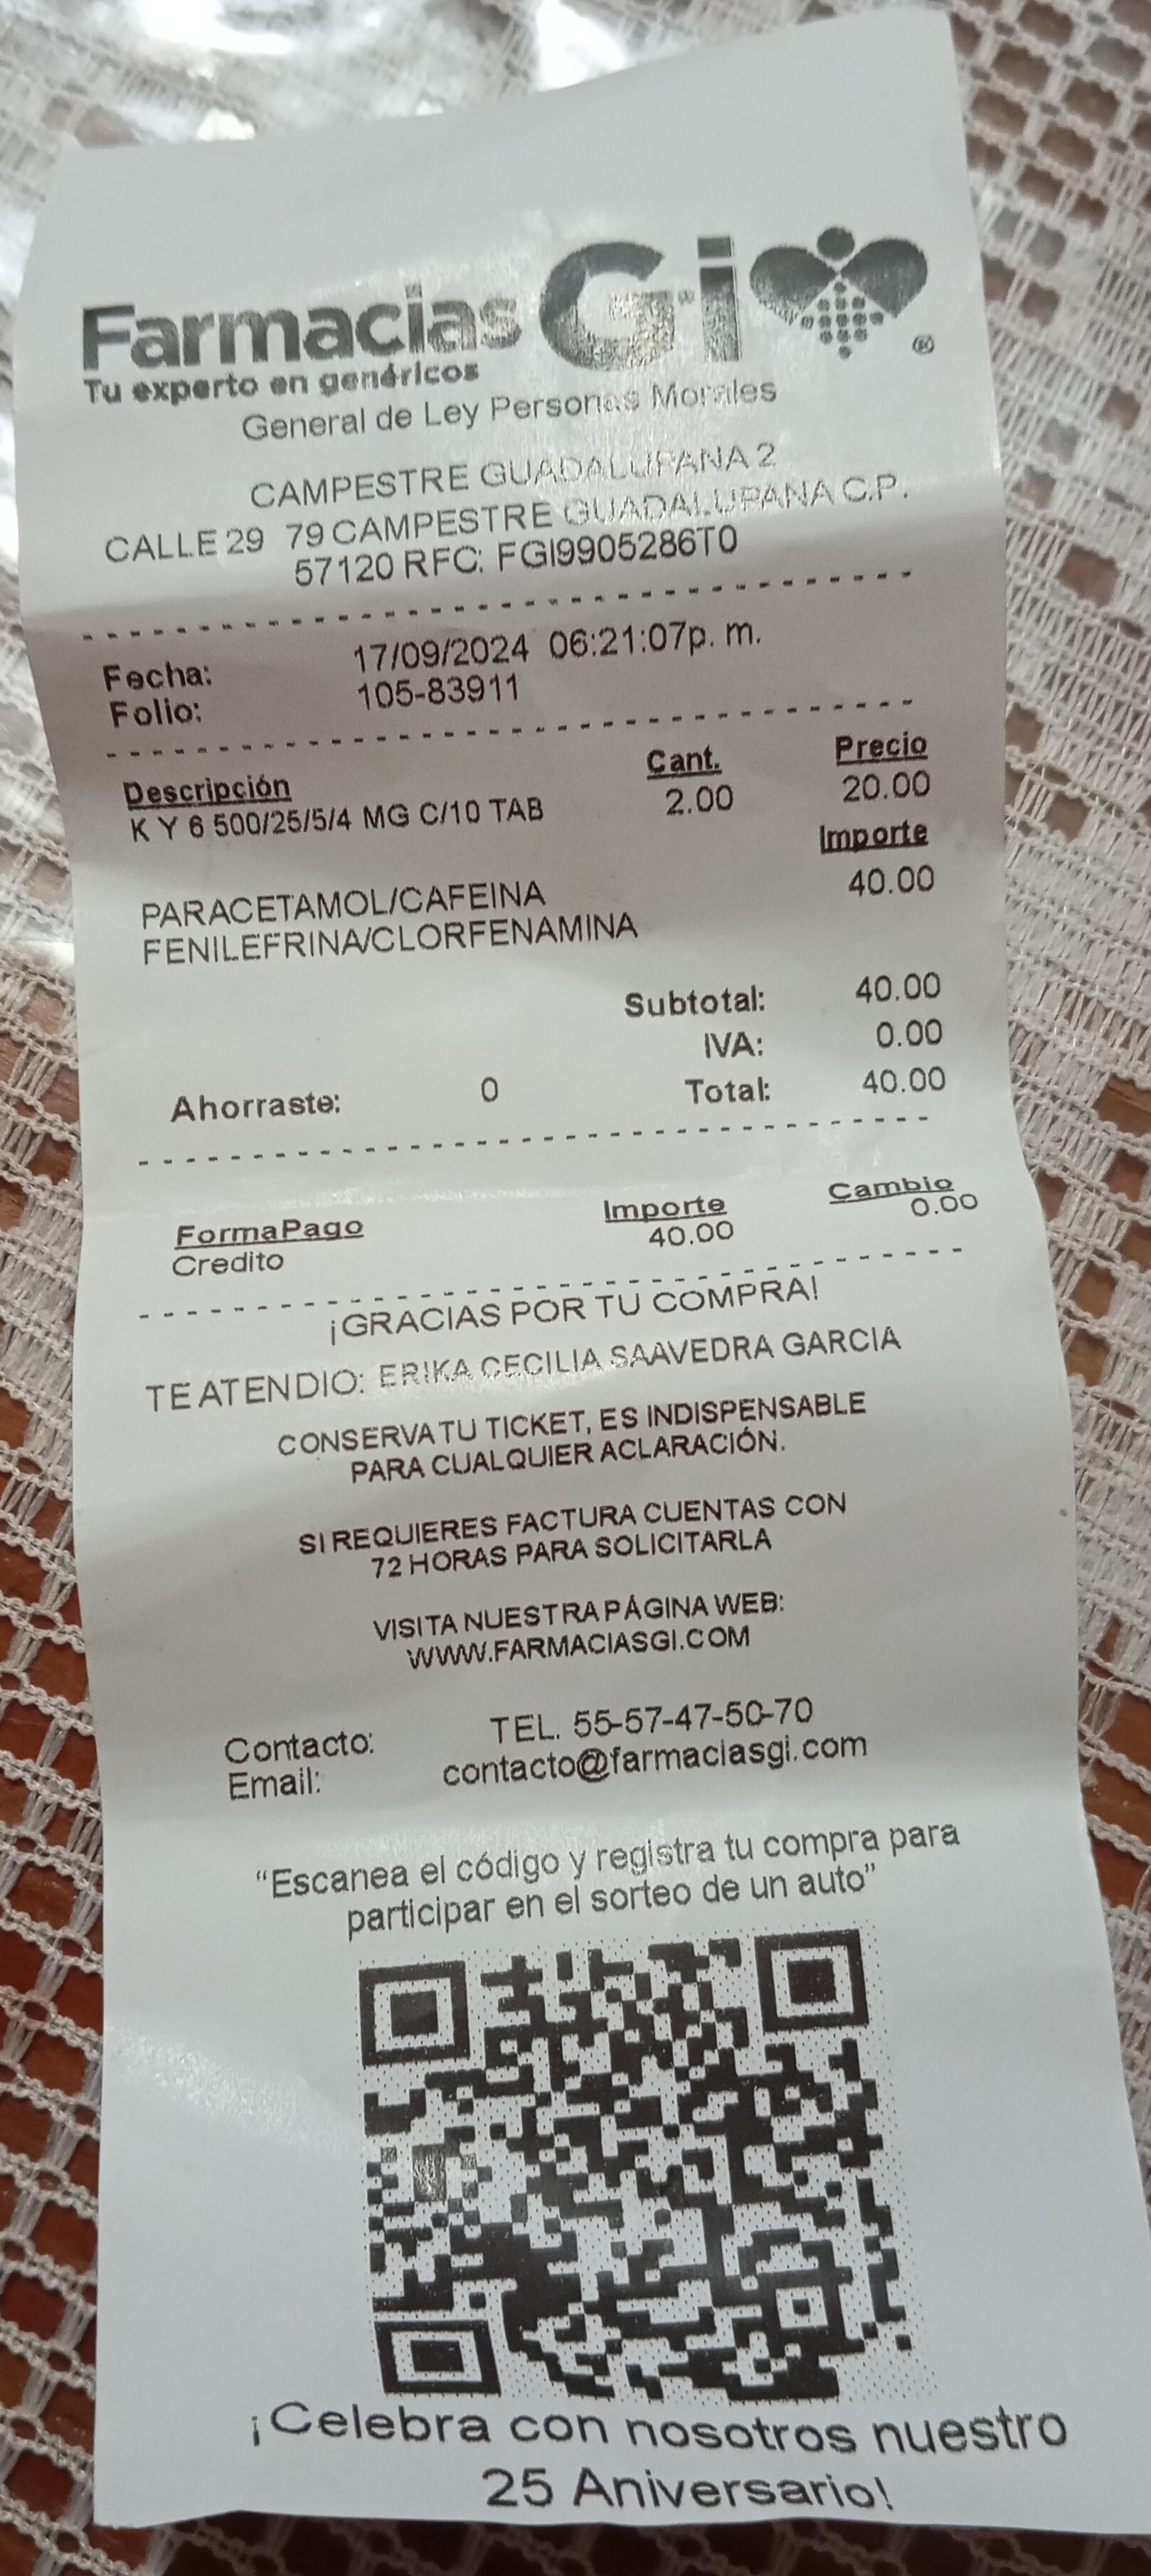 Farmacias Gi ®
Tu experto en genéricos
General de Ley Personas Morales
CAMPESTRE GUADALUPANA 2
CALLE 29 79 CAMPESTRE GUADALUPANA C.P.
57120 RFC: FGI9905286T0
Fecha: 17/09/2024 06:21:07p. m.
Folio: 105-83911
Descripción Cant. Precio
K Y 6 500/25/5/4 MG C/10 TAB 2.00 20.00
Importe
PARACETAMOL/CAFEINA 40.00
FENILEFRINA/CLORFENAMINA
Subtotal: 40.00
IVA: 0.00
Ahorraste: 0 Total: 40.00
FormaPago Importe Cambio
Credito 40.00 0.00
¡GRACIAS POR TU COMPRA!
TE ATENDIO: ERIKA CECILIA SAAVEDRA GARCIA
CONSERVA TU TICKET, ES INDISPENSABLE
PARA CUALQUIER ACLARACIÓN.
SI REQUIERES FACTURA CUENTAS CON
72 HORAS PARA SOLICITARLA
VISITA NUESTRA PÁGINA WEB:
WWW.FARMACIASGI.COM
Contacto: TEL. 55-57-47-50-70
Email: contacto@farmaciasgi.com
“Escanea el código y registra tu compra para
participar en el sorteo de un auto”
¡Celebra con nosotros nuestro
25 Aniversario!